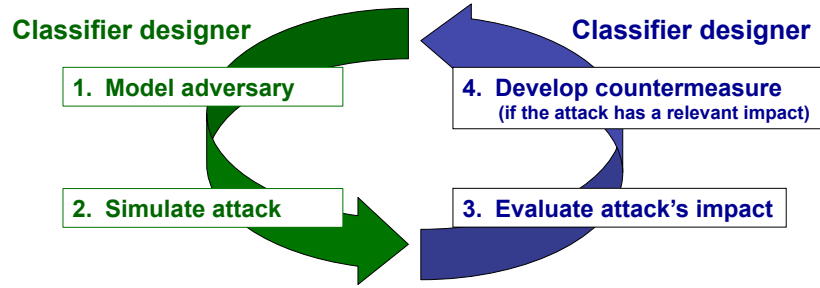 Classifier designer
1. Model adversary
2. Simulate attack
Classifier designer
4. Develop countermeasure
(if the attack has a relevant impact)
3. Evaluate attack's impact